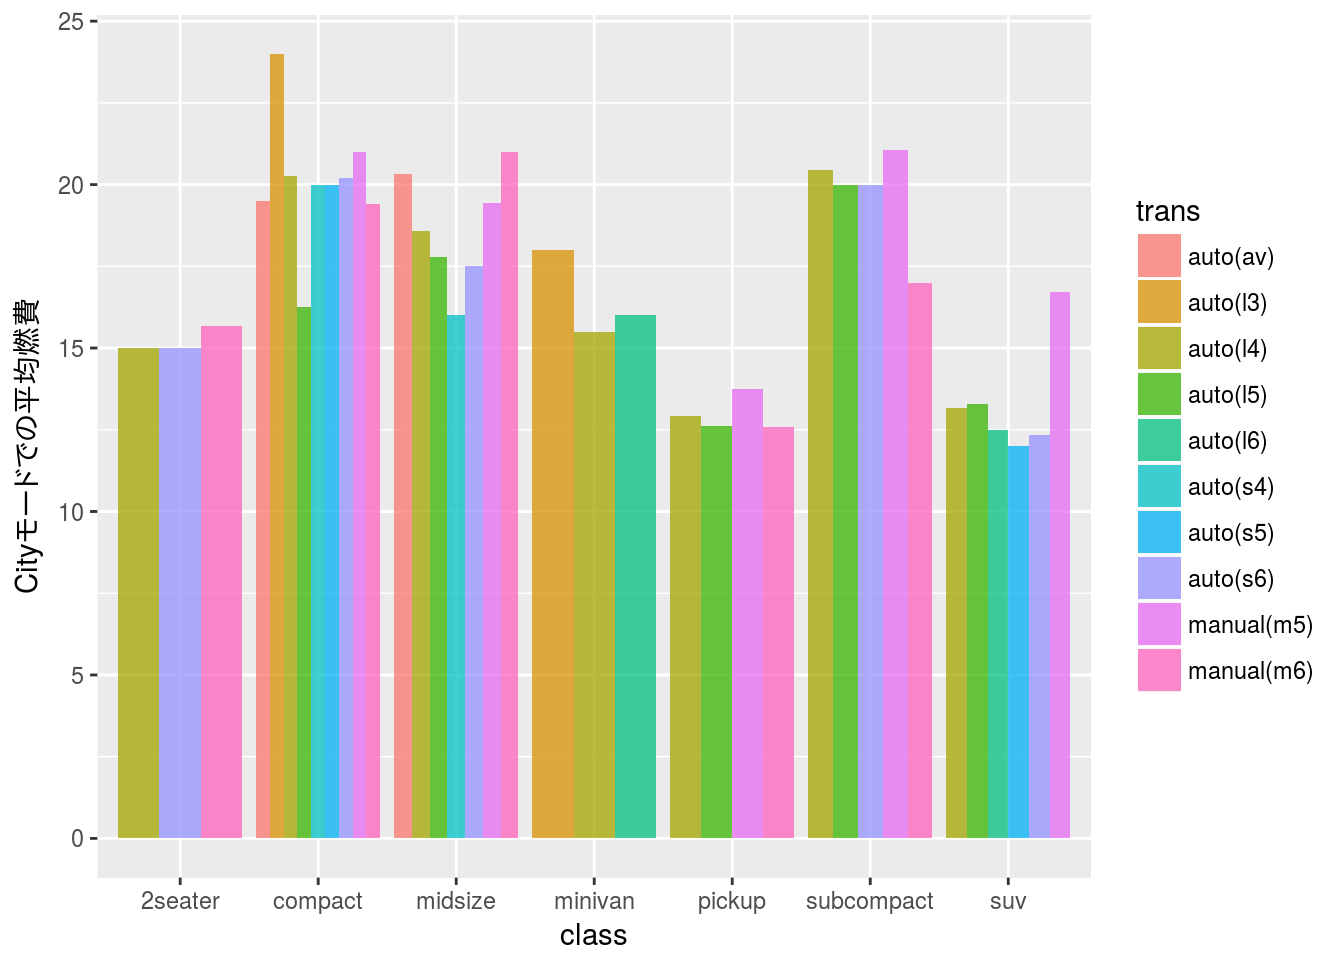 Cityモードでの平均燃費
25
20
15
10
5
0
2seater
compact
midsize
minivan
pickup
subcompact
suv
class
trans
auto(av)
auto(l3)
auto(l4)
auto(l5)
auto(l6)
auto(s4)
auto(s5)
auto(s6)
manual(m5)
manual(m6)